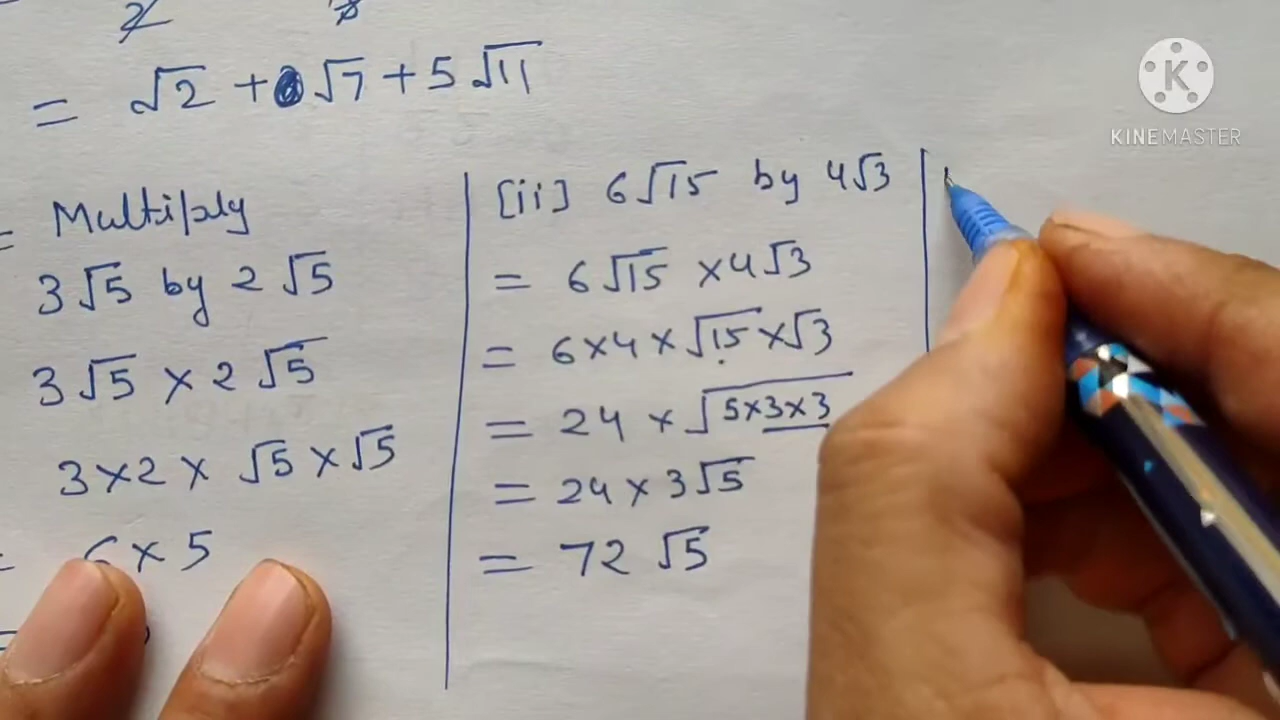 = √2 + √7 + 5√11
= Multiply
3√5 by 2√5
3√5 × 2√5
3×2× √5 ×√5
= 6×5
=
[ii] 6√15 by 4√3
= 6√15 ×4√3
= 6×4×√15×√3
= 24 × √5×3×3
= 24 × 3√5
= 72 √5
K
KINEMASTER